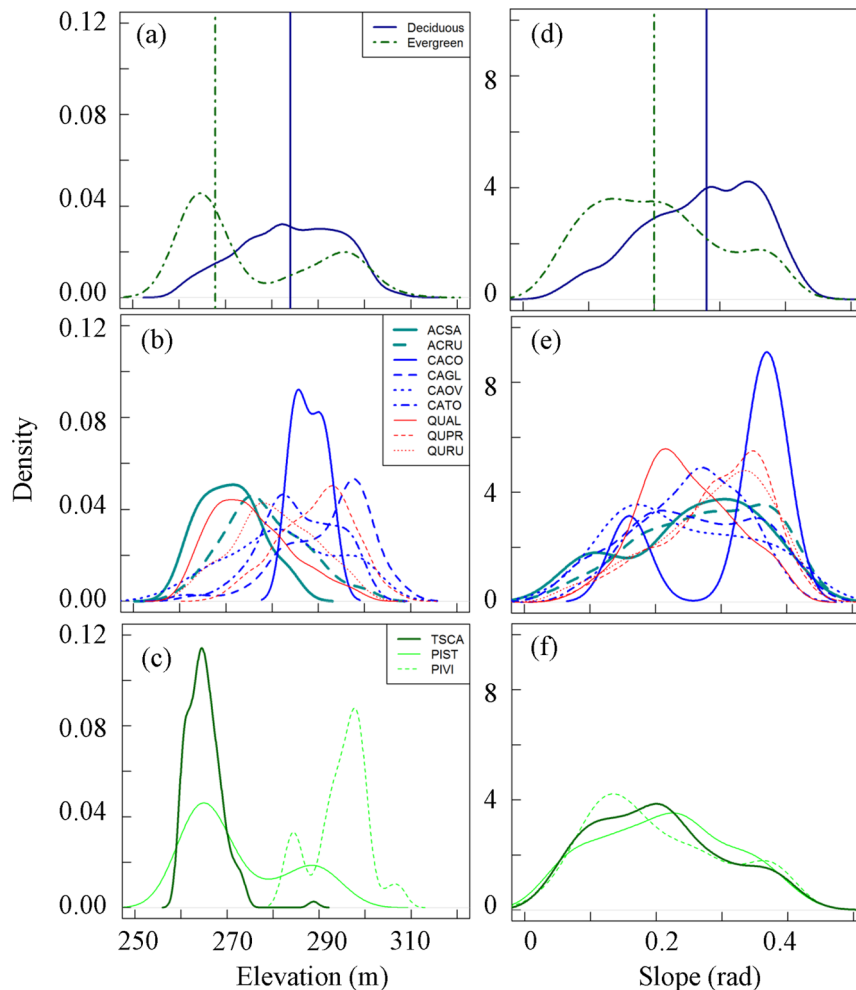 (a)
Deciduous
Evergreen
0.12
0.08
0.04
0.00
(d)
8
4
0
(b)
ACSA
ACRU
CACO
CAGL
CAOV
CATO
QUAL
QUPR
QURU
0.12
0.08
0.04
0.00
(e)
8
4
0
Density
(c)
TSCA
PIST
PIVI
0.12
0.08
0.04
0.00
(f)
8
4
0
250 270 290 310
0 0.2 0.4
Elevation (m)
Slope (rad)